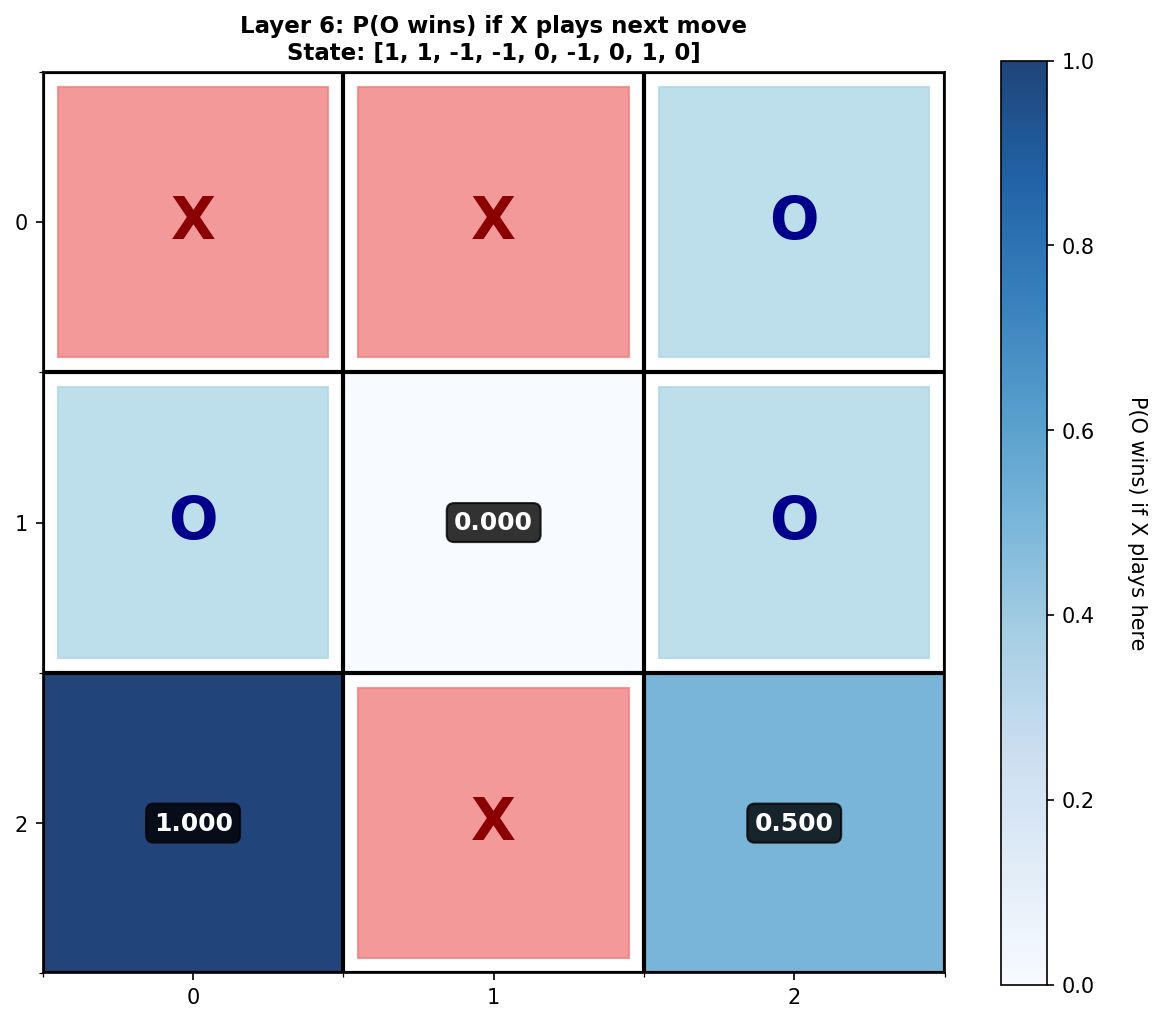 Layer 6: P(O wins) if X plays next move
State: [1, 1, -1, -1, 0, -1, 0, 1, 0]
0
X
X
O
1
O
0.000
O
2
1.000
X
0.500
0
1
2
1.0
0.8
0.6
0.4
0.2
0.0
P(O wins) if X plays here